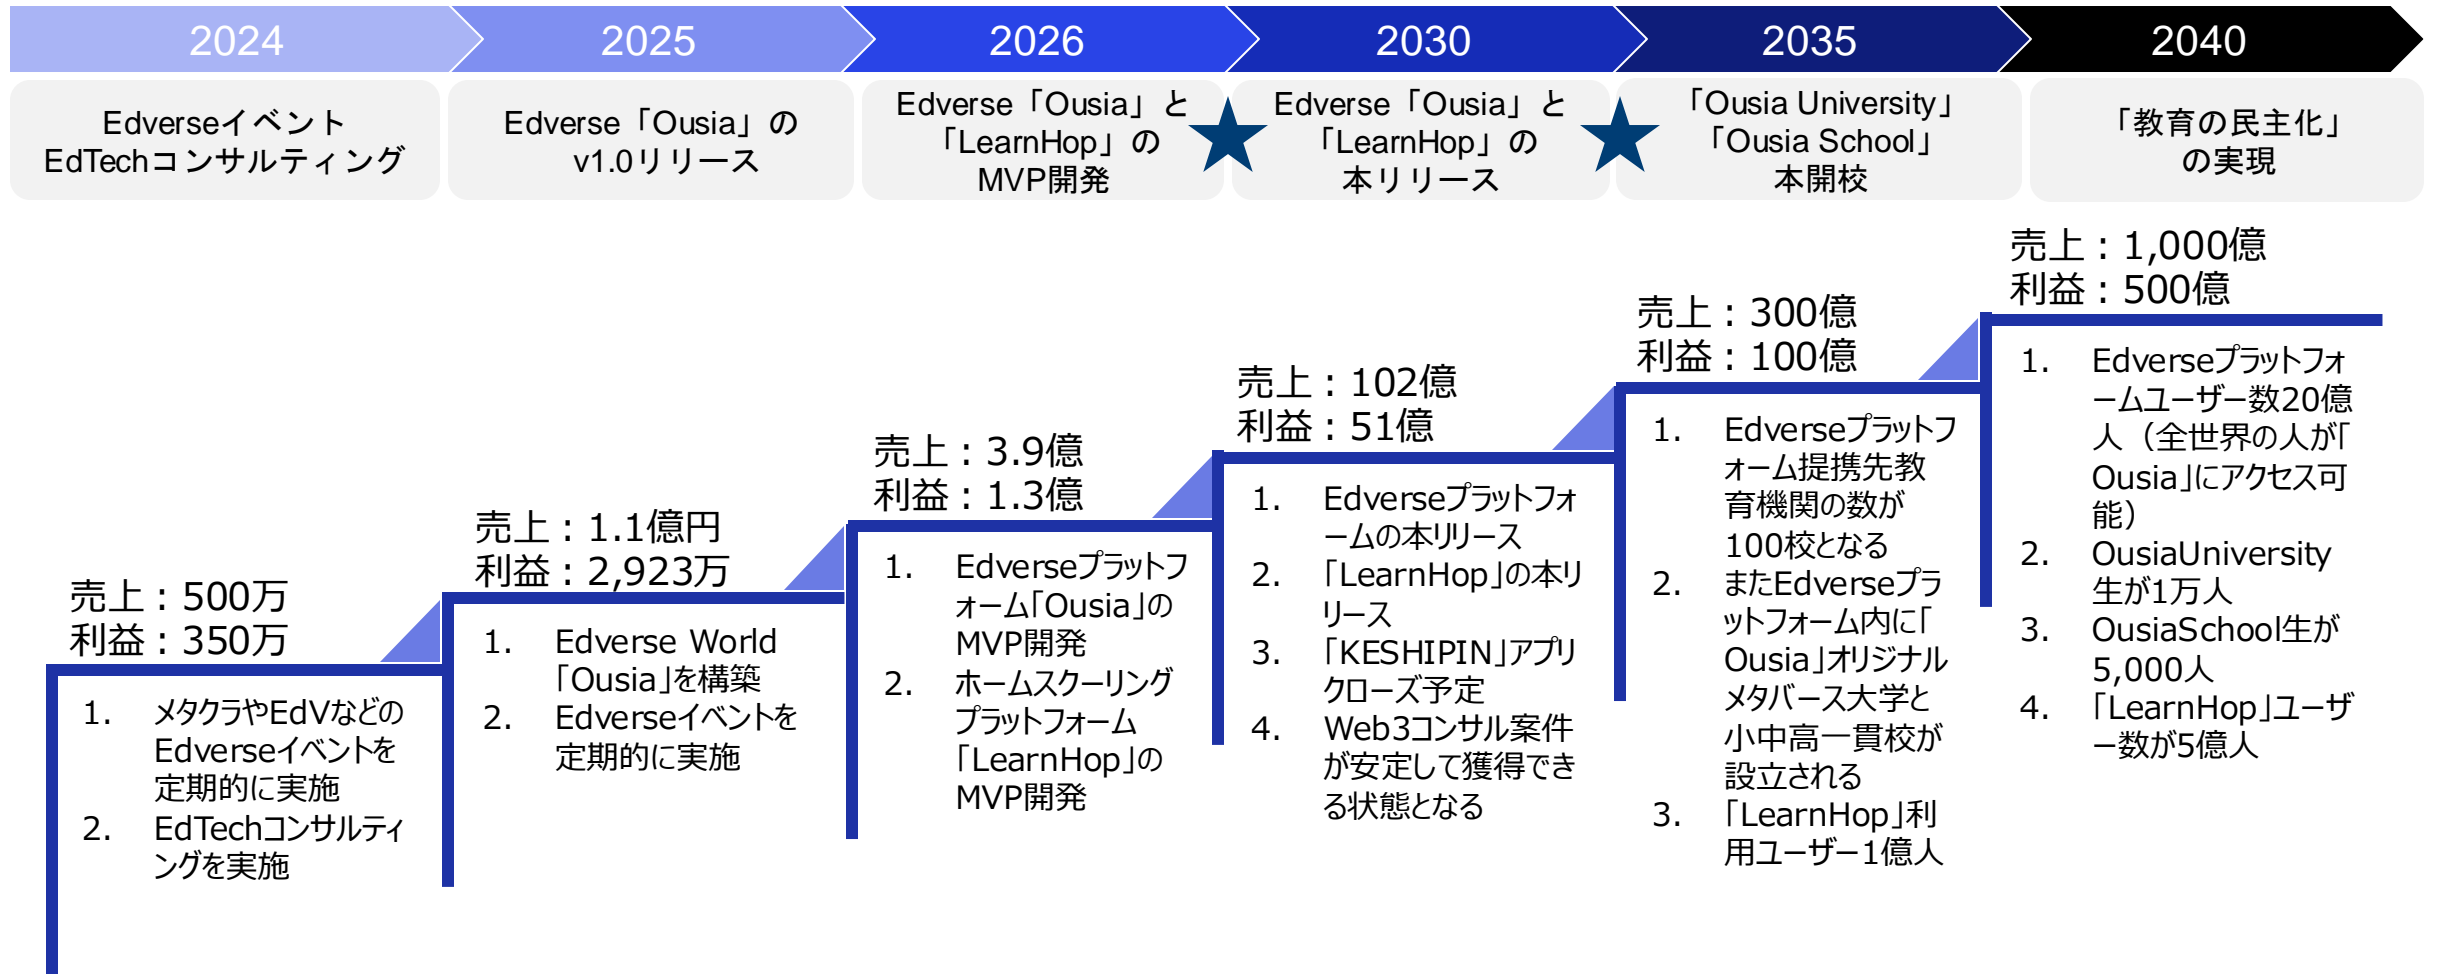 2024
2025
2026
2030
2035
2040
Edverseイベント
EdTechコンサルティング
Edverse「Ousia」の
v1.0リリース
Edverse「Ousia」と
「LearnHop」の
MVP開発
Edverse「Ousia」と
「LearnHop」の
本リリース
「Ousia University」
「Ousia School」
本開校
「教育の民主化」
の実現
売上：500万
利益：350万
1. メタクラやEdVなどの
Edverseイベントを
定期的に実施
2. EdTechコンサルティ
ングを実施
売上：1.1億円
利益：2,923万
1. Edverse World
「Ousia」を構築
2. Edverseイベントを
定期的に実施
売上：3.9億
利益：1.3億
1. Edverseプラットフ
ォーム「Ousia」の
MVP開発
2. ホームスクーリング
プラットフォーム
「LearnHop」の
MVP開発
売上：102億
利益：51億
1. Edverseプラットフォ
ームの本リリース
2. 「LearnHop」の本リ
リース
3. 「KESHIPIN」アプリ
クローズ予定
4. Web3コンサル案件
が安定して獲得でき
る状態となる
売上：300億
利益：100億
1. Edverseプラットフ
ォーム提携先教
育機関の数が
100校となる
2. またEdverseプラ
ットフォーム内に「
Ousia」オリジナル
メタバース大学と
小中高一貫校が
設立される
3. 「LearnHop」利
用ユーザー1億人
売上：1,000億
利益：500億
1. Edverseプラットフォ
ームユーザー数20億
人（全世界の人が「
Ousia」にアクセス可
能）
2. OusiaUniversity
生が1万人
3. OusiaSchool生が
5,000人
4. 「LearnHop」ユーザ
ー数が5億人